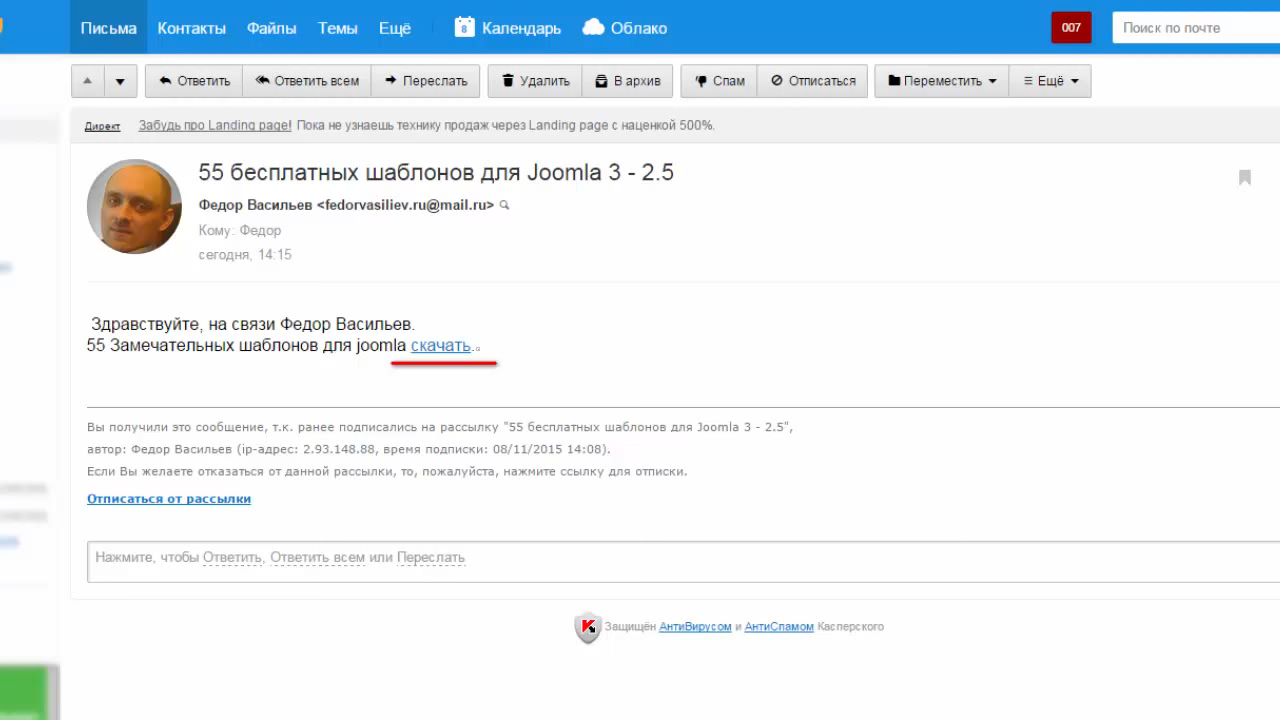 Письма Контакты Файлы Темы Ещё 8 Календарь Облако 007 Поиск по почте
Ответить Ответить всем Переслать Удалить В архив Спам Отписаться Переместить Ещё
Директ Забудь про Landing page! Пока не узнаешь технику продаж через Landing page с наценкой 500%.
55 бесплатных шаблонов для Joomla 3 - 2.5
Федор Васильев <fedorvasiliev.ru@mail.ru>
Кому: Федор
сегодня, 14:15
Здравствуйте, на связи Федор Васильев.
55 Замечательных шаблонов для joomla скачать.
Вы получили это сообщение, т.к. ранее подписались на рассылку "55 бесплатных шаблонов для Joomla 3 - 2.5",
автор: Федор Васильев (ip-адрес: 2.93.148.88, время подписки: 08/11/2015 14:08).
Если Вы желаете отказаться от данной рассылки, то, пожалуйста, нажмите ссылку для отписки.
Отписаться от рассылки
Нажмите, чтобы Ответить, Ответить всем или Переслать
Защищён АнтиВирусом и АнтиСпамом Касперского